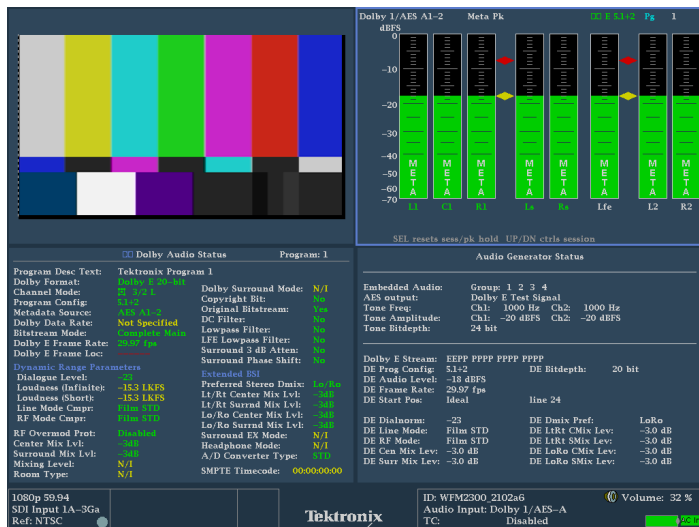 Dolby 1/AES A1-2 Meta Pk E 5.1+2 Pg 1
dBFS
0
-10
-20
-30
-40
-50
-60
-70
META META META META META META META META
L1 C1 R1 Ls Rs Lfe L2 R2
SEL resets sess/pk hold UP/DN ctrls session
Dolby Audio Status Program: 1
Program Desc Text: Tektronix Program 1
Dolby Format: Dolby E 20-bit
Channel Mode: 3/2 L
Program Config: 5.1+2
Metadata Source: AES A1-2
Dolby Data Rate: Not Specified
Bitstream Mode: Complete Main
Dolby E Frame Rate: 29.97 fps
Dolby E Frame Loc:
Dynamic Range Parameters
Dialogue Level: -23
Loudness (Infinite): -15.3 LKFS
Loudness (Short): -15.3 LKFS
Line Mode Cmpr: Film STD
RF Mode Cmpr: Film STD
RF Overmod Prot: Disabled
Center Mix Lvl: -3dB
Surround Mix Lvl: -3dB
Mixing Level: N/I
Room Type: N/I
Dolby Surround Mode: N/I
Copyright Bit: No
Original Bitstream: Yes
DC Filter: No
Lowpass Filter: No
LFE Lowpass Filter: No
Surround 3 dB Atten: No
Surround Phase Shift: No
Extended BSI
Preferred Stereo Dmix: Lo/Ro
Lt/Rt Center Mix Lvl: -3dB
Lt/Rt Surrnd Mix Lvl: -3dB
Lo/Ro Center Mix Lvl: -3dB
Lo/Ro Surrnd Mix Lvl: -3dB
Surround EX Mode: N/I
Headphone Mode: N/I
A/D Converter Type: STD
SMPTE Timecode: 00:00:00:00
Audio Generator Status
Embedded Audio: Group: 1 2 3 4
AES output: Dolby E Test Signal
Tone Freq: Ch1: 1000 Hz Ch2: 1000 Hz
Tone Amplitude: Ch1: -20 dBFS Ch2: -20 dBFS
Tone Bitdepth: 24 bit
Dolby E Stream: EEPP PPPP PPPP PPPP
DE Prog Config: 5.1+2 DE Bitdepth: 20 bit
DE Audio Level: -18 dBFS
DE Frame Rate: 29.97 fps
DE Start Pos: Ideal line 24
DE Dialnorm: -23 DE Dmix Pref: LoRo
DE Line Mode: Film STD DE LtRt CMix Lev: -3.0 dB
DE RF Mode: Film STD DE LtRt SMix Lev: -3.0 dB
DE Cen Mix Lev: -3.0 dB DE LoRo CMix Lev: -3.0 dB
DE Surr Mix Lev: -3.0 dB DE LoRo SMix Lev: -3.0 dB
1080p 59.94
SDI Input 1A-3Ga
Ref: NTSC
Tektronix
ID: WFM2300_2102a6 Volume: 32 %
Audio Input: Dolby 1/AES-A
TC: Disabled